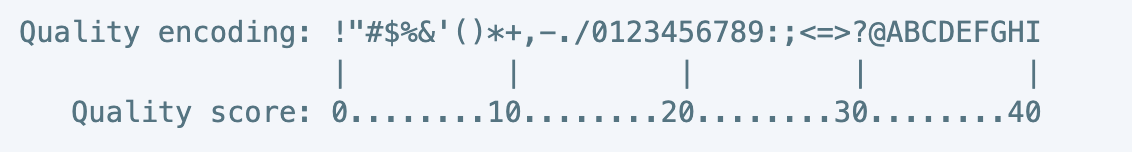 Quality encoding: !"#$%&'()*+,-./0123456789:;<=>?@ABCDEFGHI
                  |         |         |         |         |
   Quality score: 0........10........20........30........40